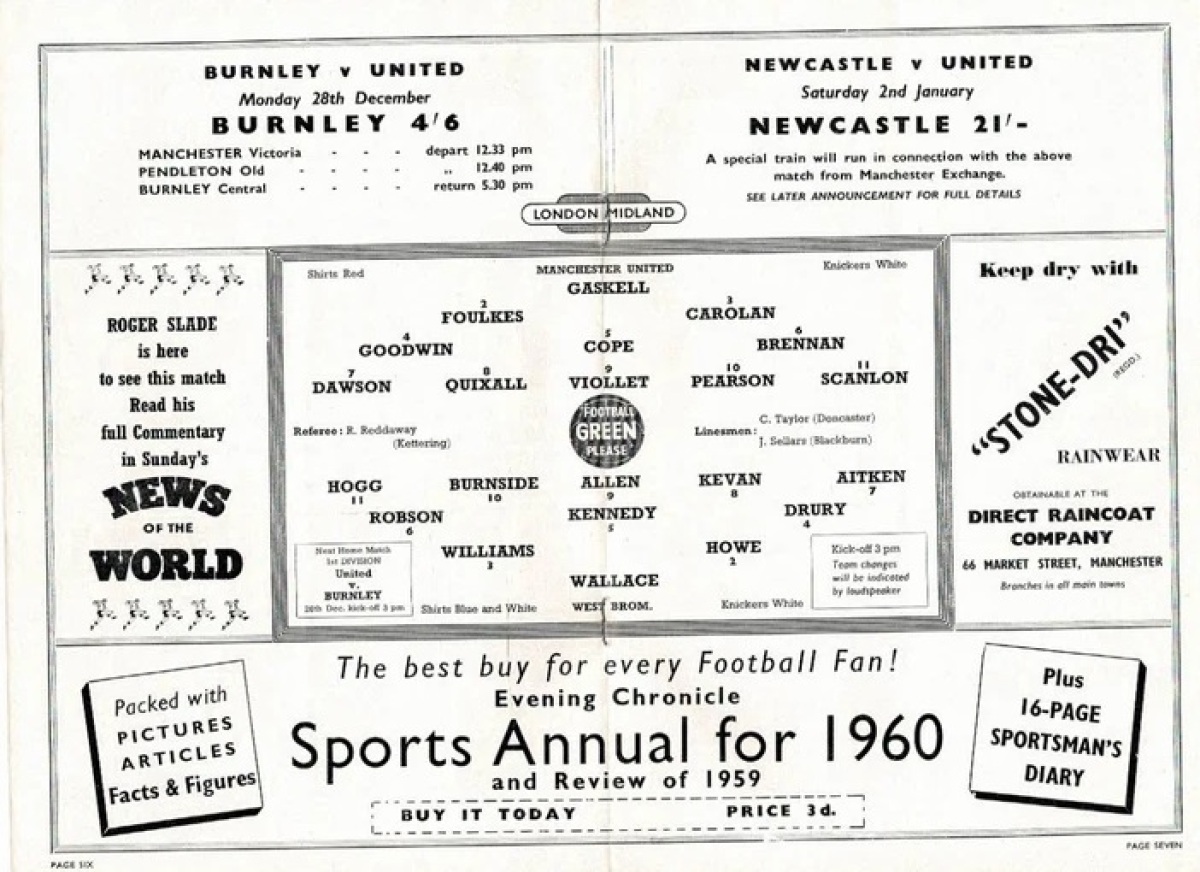 BURNLEY v UNITED
Monday 28th December
BURNLEY 4/6
MANCHESTER Victoria - - - depart 12.33 pm
PENDLETON Old - - - - „ 12.40 pm
BURNLEY Central - - - - return 5.30 pm
NEWCASTLE v UNITED
Saturday 2nd January
NEWCASTLE 21/-
A special train will run in connection with the above
match from Manchester Exchange.
SEE LATER ANNOUNCEMENT FOR FULL DETAILS
LONDON MIDLAND
ROGER SLADE
is here
to see this match
Read his
full Commentary
in Sunday's
NEWS
OF THE
WORLD
Shirts Red
MANCHESTER UNITED
Knickers White
GASKELL
2
FOULKES
3
CAROLAN
4
GOODWIN
5
COPE
6
BRENNAN
7
DAWSON
8
QUIXALL
9
VIOLLET
10
PEARSON
11
SCANLON
FOOTBALL
GREEN
PLEASE
Referee: R. Reddaway
(Kettering)
Linesmen: C. Taylor (Doncaster)
J. Sellars (Blackburn)
HOGG
11
BURNSIDE
10
ALLEN
9
KEVAN
8
AITKEN
7
ROBSON
6
KENNEDY
5
DRURY
4
WILLIAMS
3
HOWE
2
WALLACE
Next Home Match
1st DIVISION
United
v.
BURNLEY
26th Dec. kick-off 3 pm
Shirts Blue and White
WEST BROM.
Knickers White
Kick-off 3 pm
Team changes
will be indicated
by loudspeaker
Keep dry with
"STONE-DRI"
(REGD.)
RAINWEAR
OBTAINABLE AT THE
DIRECT RAINCOAT
COMPANY
66 MARKET STREET, MANCHESTER
Branches in all main towns
Packed with
PICTURES
ARTICLES
Facts & Figures
The best buy for every Football Fan!
Evening Chronicle
Sports Annual for 1960
and Review of 1959
BUY IT TODAY PRICE 3d.
Plus
16-PAGE
SPORTSMAN'S
DIARY
PAGE SIX
PAGE SEVEN